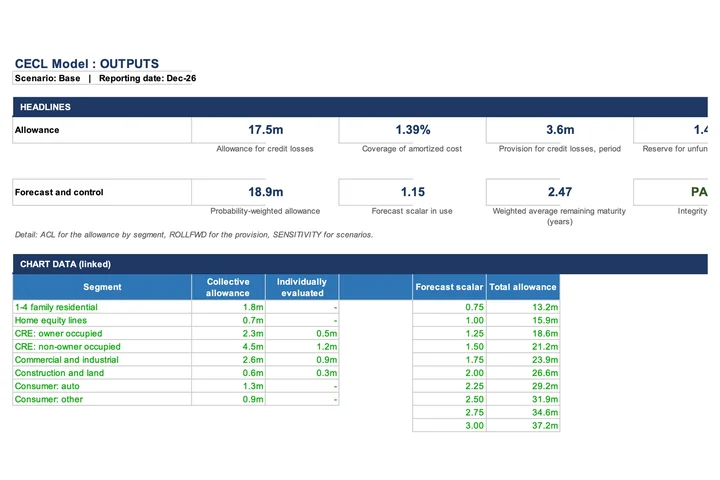 CECL Model : OUTPUTS
Scenario: Base | Reporting date: Dec-26
HEADLINES
Allowance 17.5m 1.39% 3.6m 1.4
Allowance for credit losses Coverage of amortized cost Provision for credit losses, period Reserve for unfun
Forecast and control 18.9m 1.15 2.47 PA
Probability-weighted allowance Forecast scalar in use Weighted average remaining maturity (years) Integrity
Detail: ACL for the allowance by segment, ROLLFWD for the provision, SENSITIVITY for scenarios.
CHART DATA (linked)
Segment Collective allowance Individually evaluated Forecast scalar Total allowance
1-4 family residential 1.8m - 0.75 13.2m
Home equity lines 0.7m - 1.00 15.9m
CRE: owner occupied 2.3m 0.5m 1.25 18.6m
CRE: non-owner occupied 4.5m 1.2m 1.50 21.2m
Commercial and industrial 2.6m 0.9m 1.75 23.9m
Construction and land 0.6m 0.3m 2.00 26.6m
Consumer: auto 1.3m - 2.25 29.2m
Consumer: other 0.9m - 2.50 31.9m
2.75 34.6m
3.00 37.2m